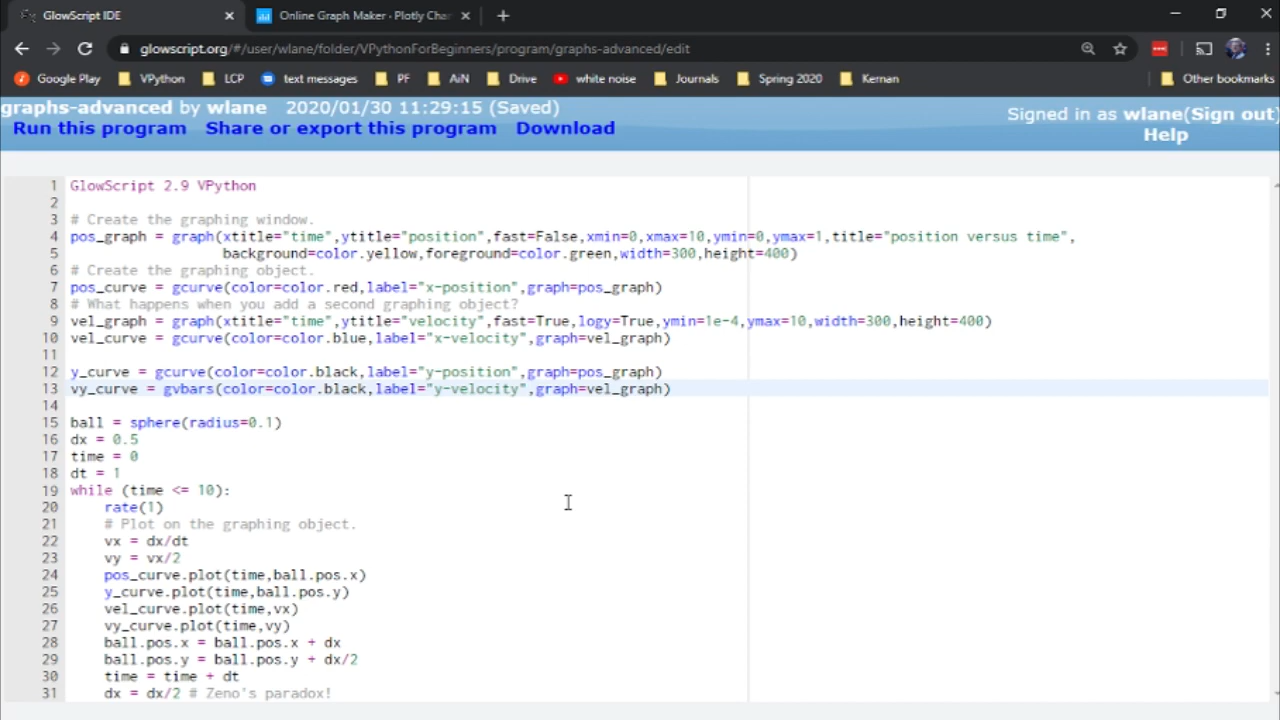 GlowScript IDE
Online Graph Maker · Plotly Cha
glowscript.org/#/user/wlane/folder/VPythonForBeginners/program/graphs-advanced/edit
Google Play VPython LCP text messages PF AiN Drive white noise Journals Spring 2020 Kernan Other bookmarks
graphs-advanced by wlane 2020/01/30 11:29:15 (Saved)
Signed in as wlane(Sign out)
Run this program Share or export this program Download
Help
1 GlowScript 2.9 VPython
2
3 # Create the graphing window.
4 pos_graph = graph(xtitle="time",ytitle="position",fast=False,xmin=0,xmax=10,ymin=0,ymax=1,title="position versus time",
5 background=color.yellow,foreground=color.green,width=300,height=400)
6 # Create the graphing object.
7 pos_curve = gcurve(color=color.red,label="x-position",graph=pos_graph)
8 # What happens when you add a second graphing object?
9 vel_graph = graph(xtitle="time",ytitle="velocity",fast=True,logy=True,ymin=1e-4,ymax=10,width=300,height=400)
10 vel_curve = gcurve(color=color.blue,label="x-velocity",graph=vel_graph)
11
12 y_curve = gcurve(color=color.black,label="y-position",graph=pos_graph)
13 vy_curve = gvbars(color=color.black,label="y-velocity",graph=vel_graph)
14
15 ball = sphere(radius=0.1)
16 dx = 0.5
17 time = 0
18 dt = 1
19 while (time <= 10):
20 rate(1)
21 # Plot on the graphing object.
22 vx = dx/dt
23 vy = vx/2
24 pos_curve.plot(time,ball.pos.x)
25 y_curve.plot(time,ball.pos.y)
26 vel_curve.plot(time,vx)
27 vy_curve.plot(time,vy)
28 ball.pos.x = ball.pos.x + dx
29 ball.pos.y = ball.pos.y + dx/2
30 time = time + dt
31 dx = dx/2 # Zeno's paradox!